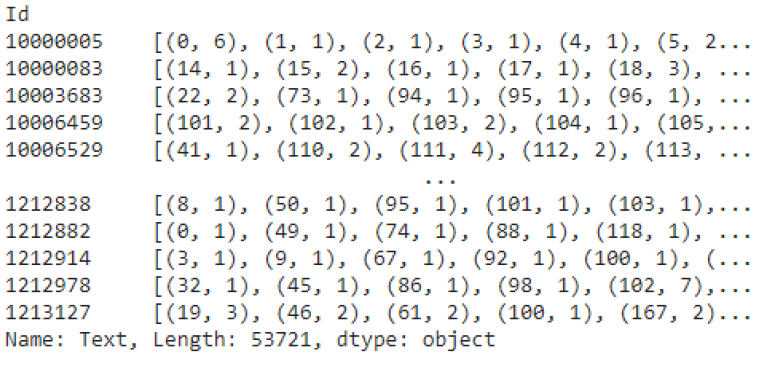 Id
10000005 [(0, 6), (1, 1), (2, 1), (3, 1), (4, 1), (5, 2...
10000083 [(14, 1), (15, 2), (16, 1), (17, 1), (18, 3), ...
10003683 [(22, 2), (73, 1), (94, 1), (95, 1), (96, 1), ...
10006459 [(101, 2), (102, 1), (103, 2), (104, 1), (105,...
10006529 [(41, 1), (110, 2), (111, 4), (112, 2), (113, ...
...
1212838 [(8, 1), (50, 1), (95, 1), (101, 1), (103, 1),...
1212882 [(0, 1), (49, 1), (74, 1), (88, 1), (118, 1), ...
1212914 [(3, 1), (9, 1), (67, 1), (92, 1), (100, 1), (...
1212978 [(32, 1), (45, 1), (86, 1), (98, 1), (102, 7),...
1213127 [(19, 3), (46, 2), (61, 2), (100, 1), (167, 2)...
Name: Text, Length: 53721, dtype: object